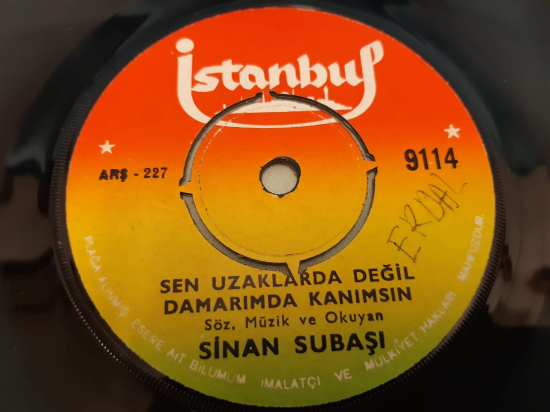 İstanbul
ARŞ - 227
9114
ERDAL
SEN UZAKLARDA DEĞİL
DAMARIMDA KANIMSIN
Söz, Müzik ve Okuyan
SİNAN SUBAŞI
PLAĞA ALINMIŞ ESERE AİT BİLUMUM İMALATÇI VE MÜLKİYET HAKLARI MAHFUZDUR.